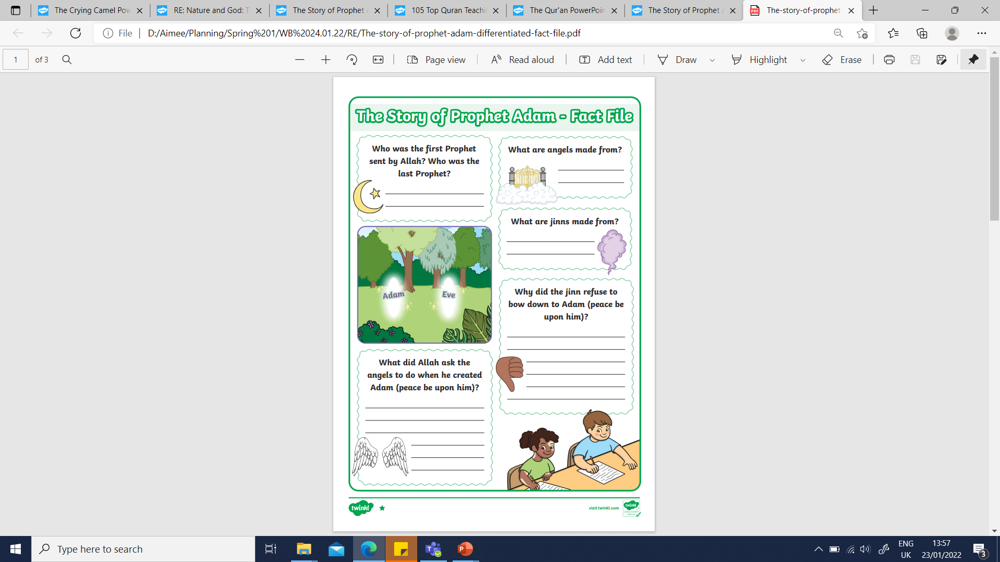 The Crying Camel Pow
RE: Nature and God: T
The Story of Prophet A
105 Top Quran Teachi
The Qur'an PowerPoin
The Story of Prophet A
The-story-of-prophet-
File
D:/Aimee/Planning/Spring%201/WB%2024.01.22/RE/The-story-of-prophet-adam-differentiated-fact-file.pdf
1 of 3
Page view
Read aloud
Add text
Draw
Highlight
Erase
The Story of Prophet Adam - Fact File
Who was the first Prophet
sent by Allah? Who was the
last Prophet?
Adam
Eve
What did Allah ask the
angels to do when he created
Adam (peace be upon him)?
What are angels made from?
What are jinns made from?
Why did the jinn refuse to
bow down to Adam (peace be
upon him)?
twinkl
visit twinkl.com
twinkl
Quality Standard
Approved
Type here to search
ENG
UK
13:57
23/01/2022
3